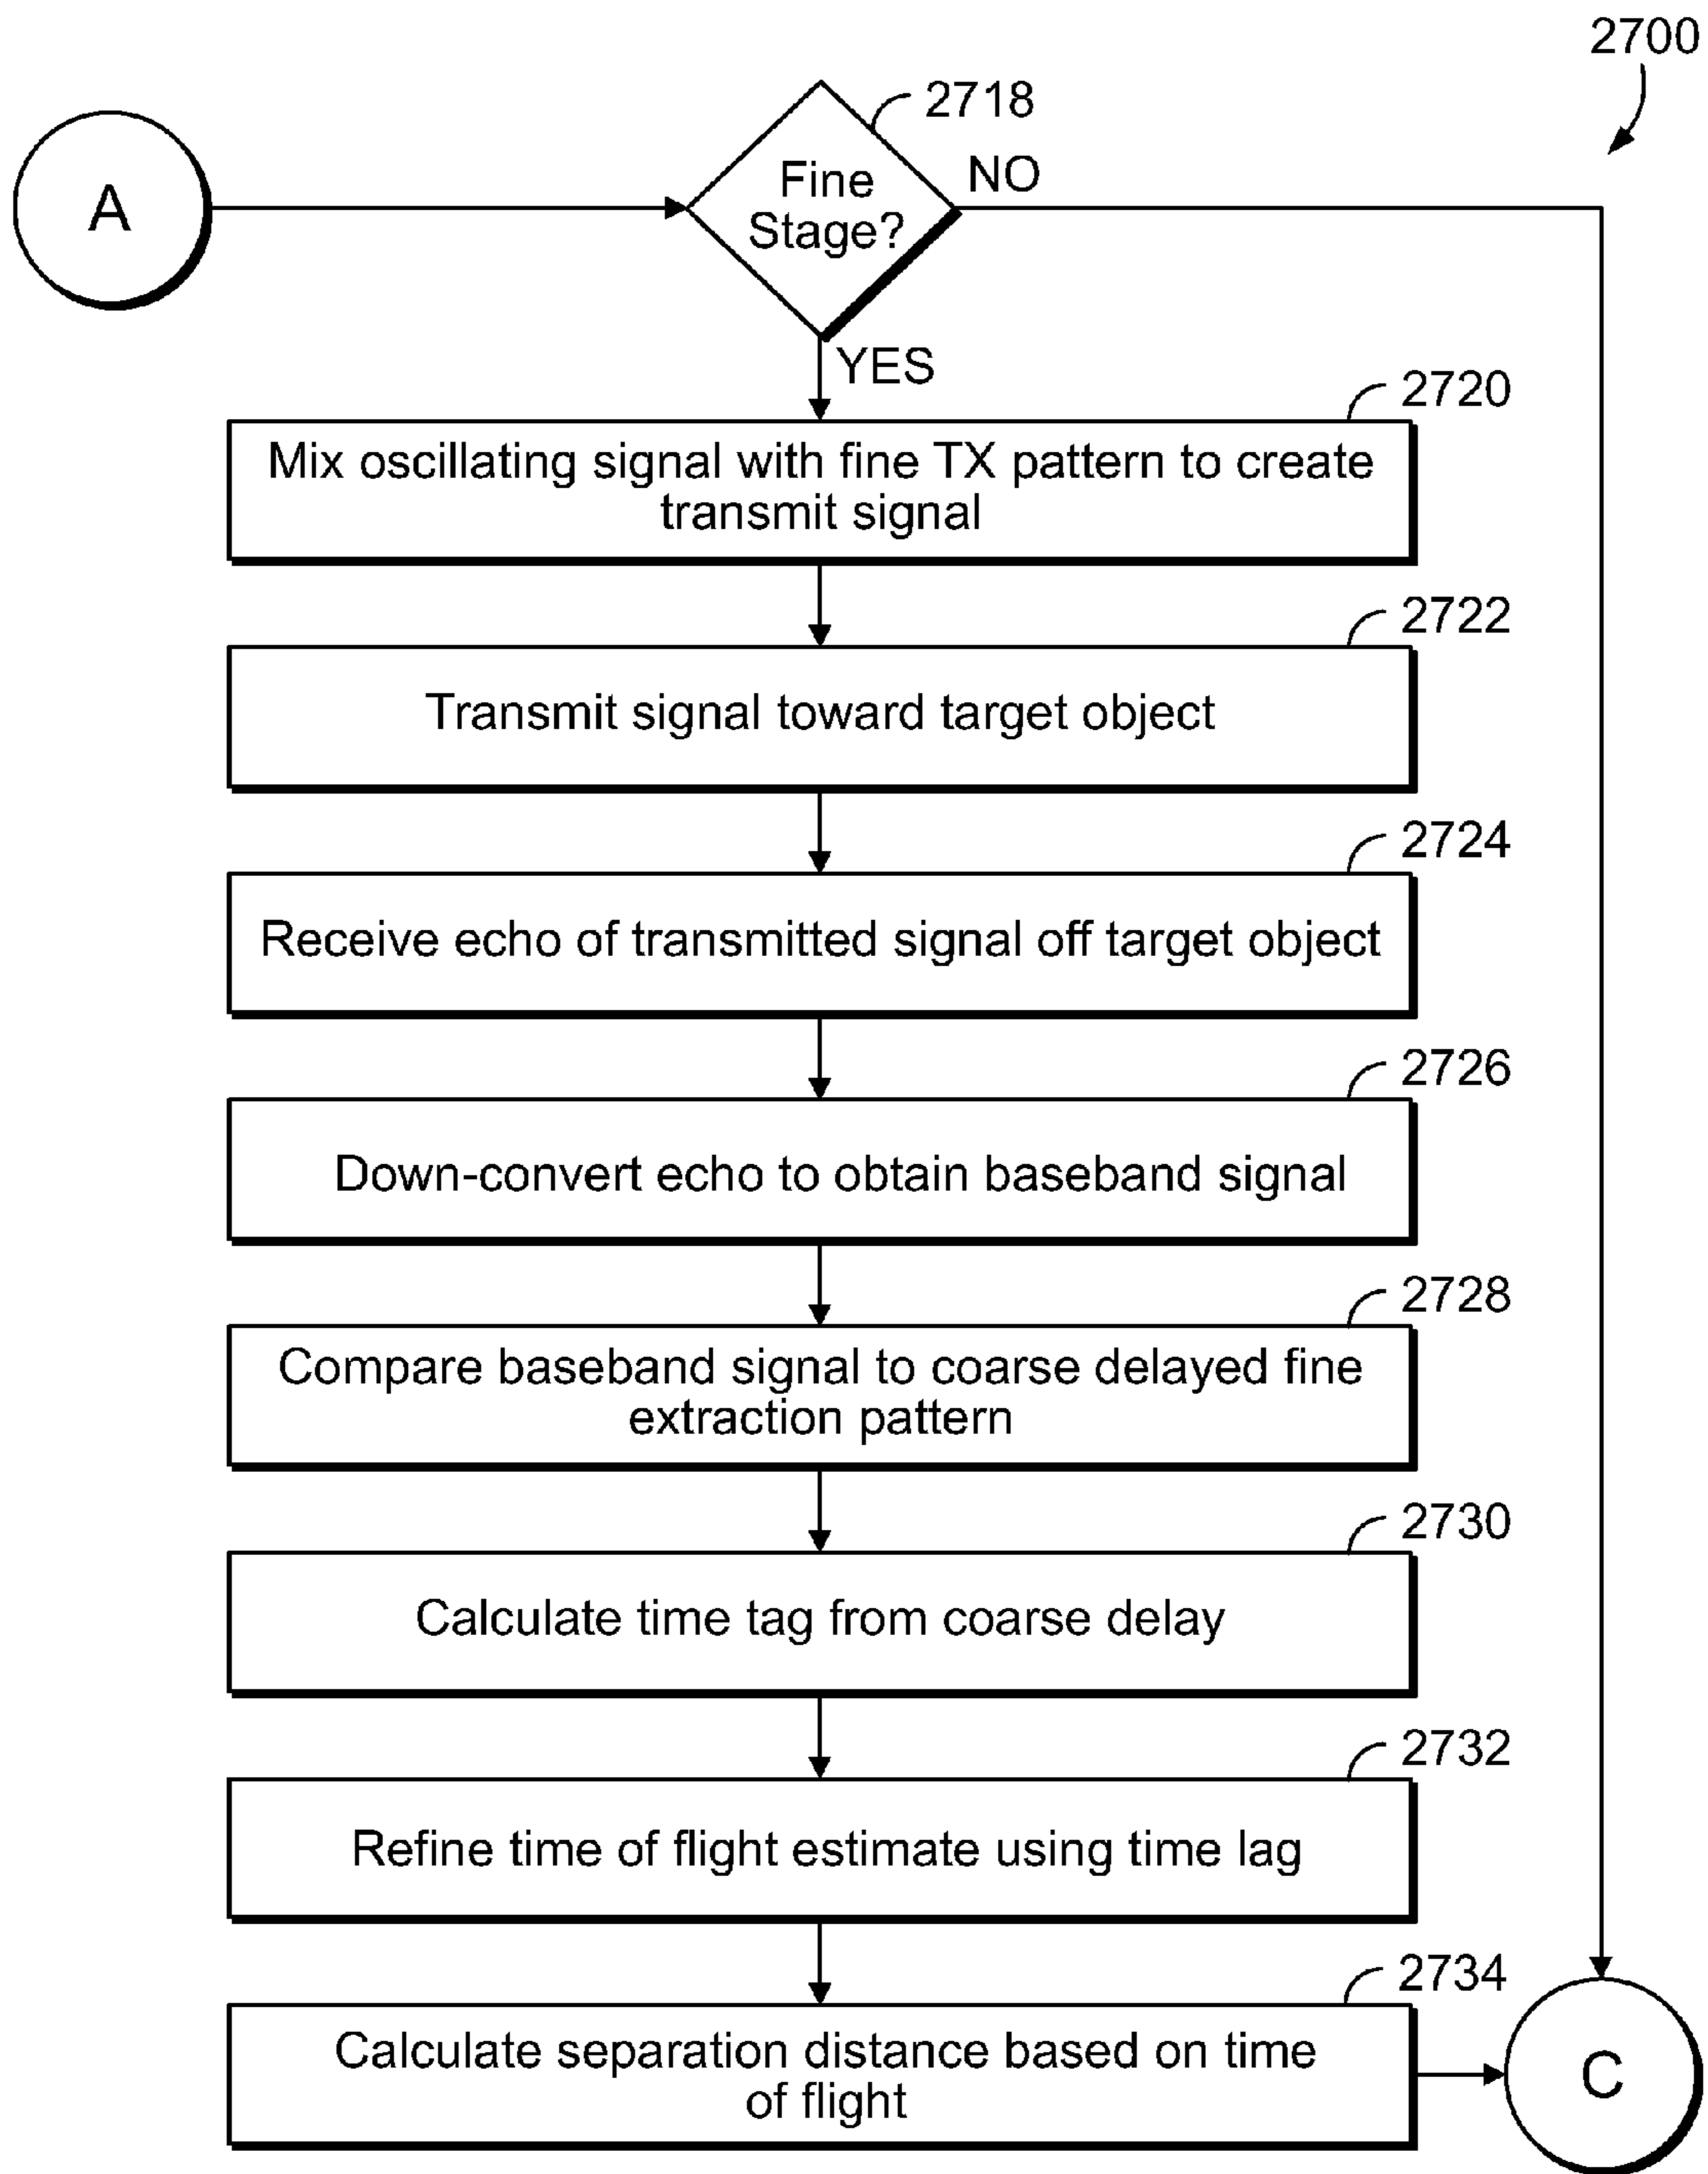 2700
A
2718
Fine
Stage?
NO
YES
2720
Mix oscillating signal with fine TX pattern to create
transmit signal
2722
Transmit signal toward target object
2724
Receive echo of transmitted signal off target object
2726
Down-convert echo to obtain baseband signal
2728
Compare baseband signal to coarse delayed fine
extraction pattern
2730
Calculate time tag from coarse delay
2732
Refine time of flight estimate using time lag
2734
Calculate separation distance based on time
of flight
C